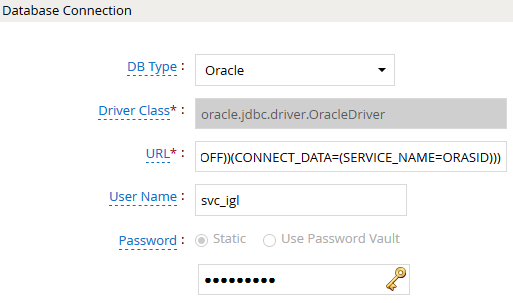 Database Connection
DB Type :
Oracle
Driver Class* :
oracle.jdbc.driver.OracleDriver
URL* :
OFF))(CONNECT_DATA=(SERVICE_NAME=ORASID)))
User Name :
svc_igl
Password :
Static
Use Password Vault
•••••••••